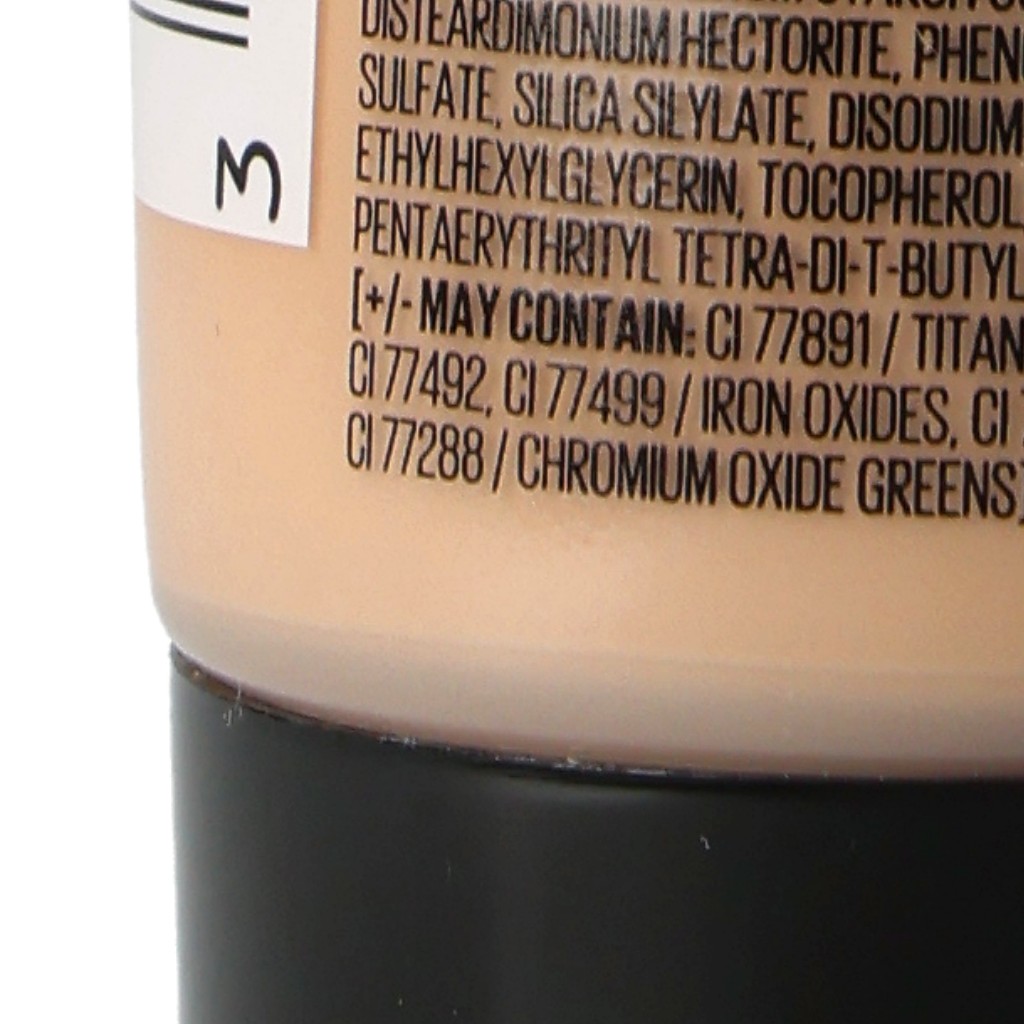 DISTEARDIMONIUM HECTORITE, PHEN
SULFATE, SILICA SILYLATE, DISODIUM
ETHYLHEXYLGLYCERIN, TOCOPHEROL,
PENTAERYTHRITYL TETRA-DI-T-BUTYL
[+/- MAY CONTAIN: CI 77891 / TITAN
CI 77492, CI 77499 / IRON OXIDES, CI
CI 77288 / CHROMIUM OXIDE GREENS]
3